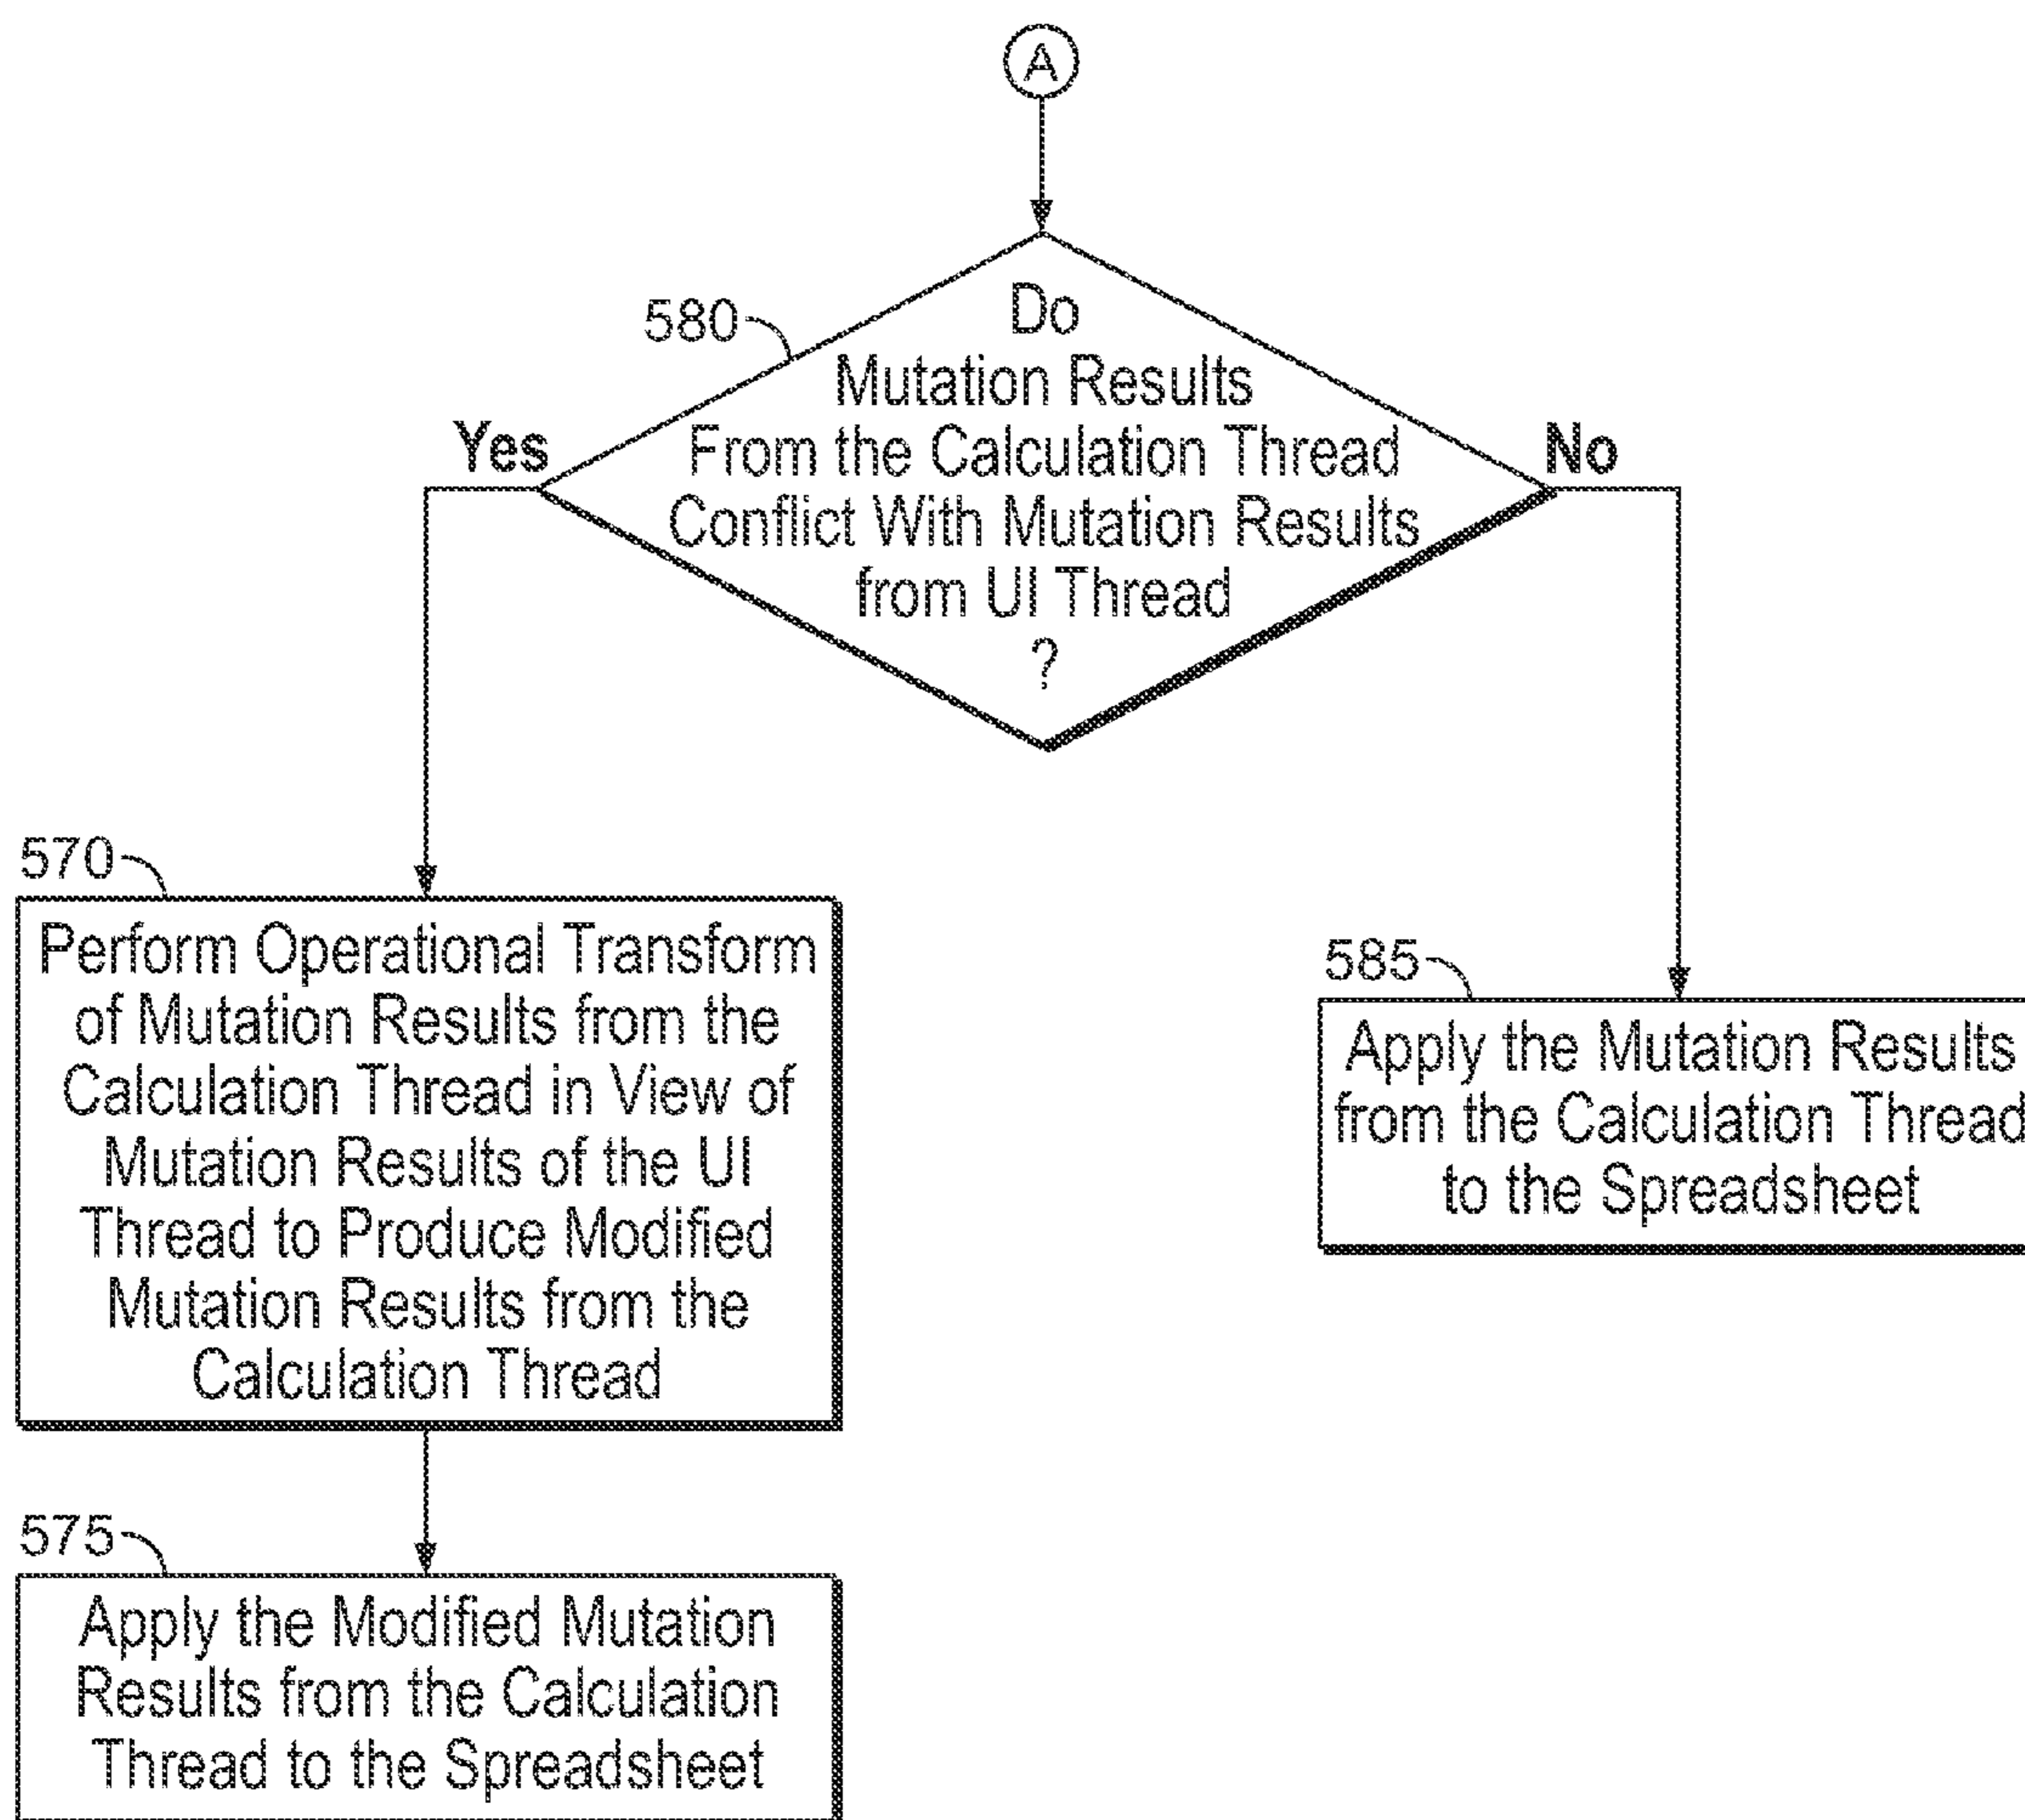 A
580
Do
Mutation Results
From the Calculation Thread
Conflict With Mutation Results
from UI Thread
?
Yes
No
570
Perform Operational Transform
of Mutation Results from the
Calculation Thread in View of
Mutation Results of the UI
Thread to Produce Modified
Mutation Results from the
Calculation Thread
585
Apply the Mutation Results
from the Calculation Thread
to the Spreadsheet
575
Apply the Modified Mutation
Results from the Calculation
Thread to the Spreadsheet